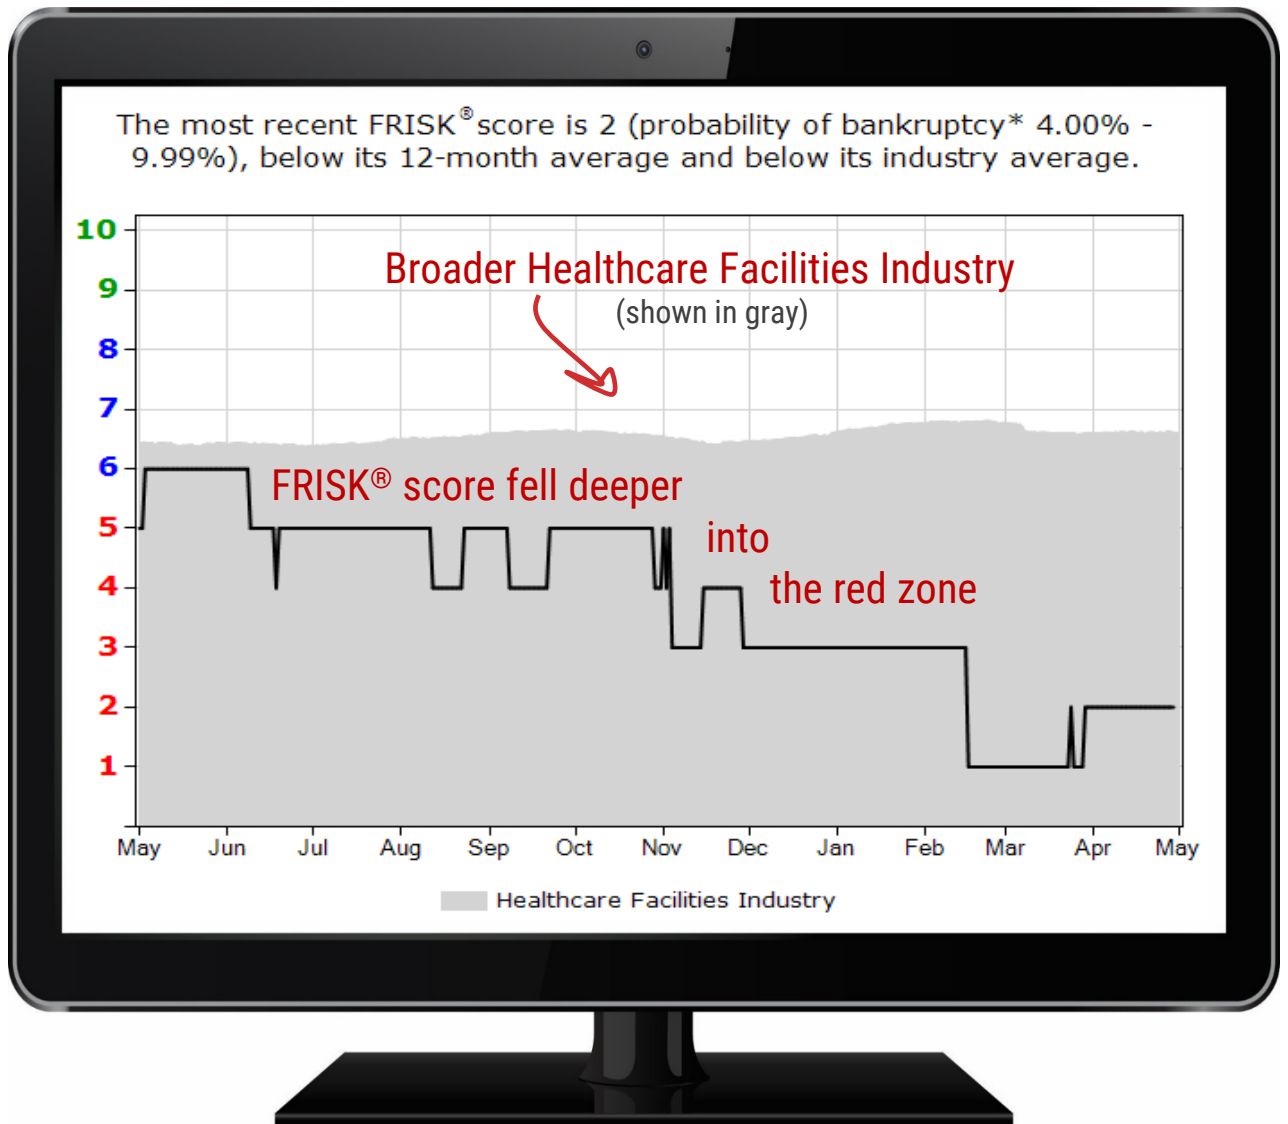 The most recent FRISK® score is 2 (probability of bankruptcy* 4.00% -
9.99%), below its 12-month average and below its industry average.
10
9
8
7
6
5
4
3
2
1
Broader Healthcare Facilities Industry
(shown in gray)
FRISK® score fell deeper
into
the red zone
May Jun Jul Aug Sep Oct Nov Dec Jan Feb Mar Apr May
Healthcare Facilities Industry